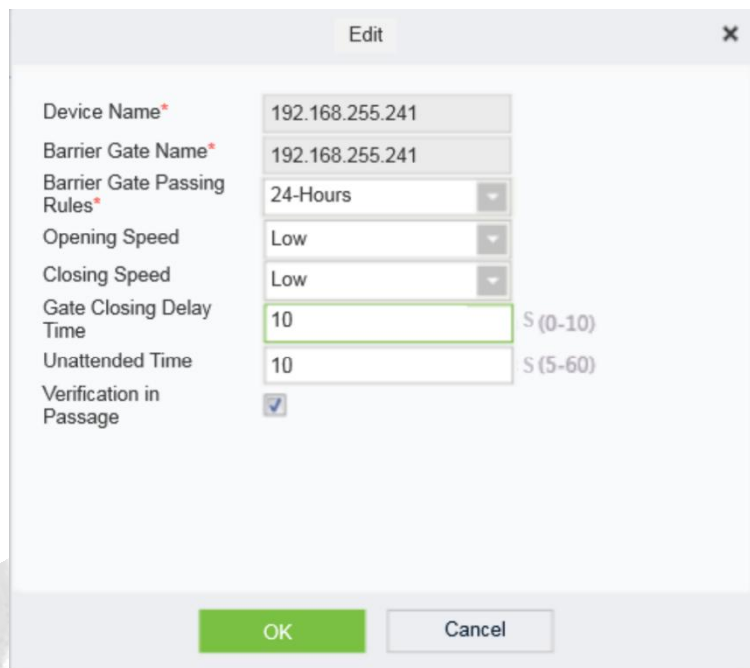 Edit
Device Name* 192.168.255.241
Barrier Gate Name* 192.168.255.241
Barrier Gate Passing
Rules* 24-Hours
Opening Speed Low
Closing Speed Low
Gate Closing Delay
Time 10 S (0-10)
Unattended Time 10 S (5-60)
Verification in
Passage
OK Cancel